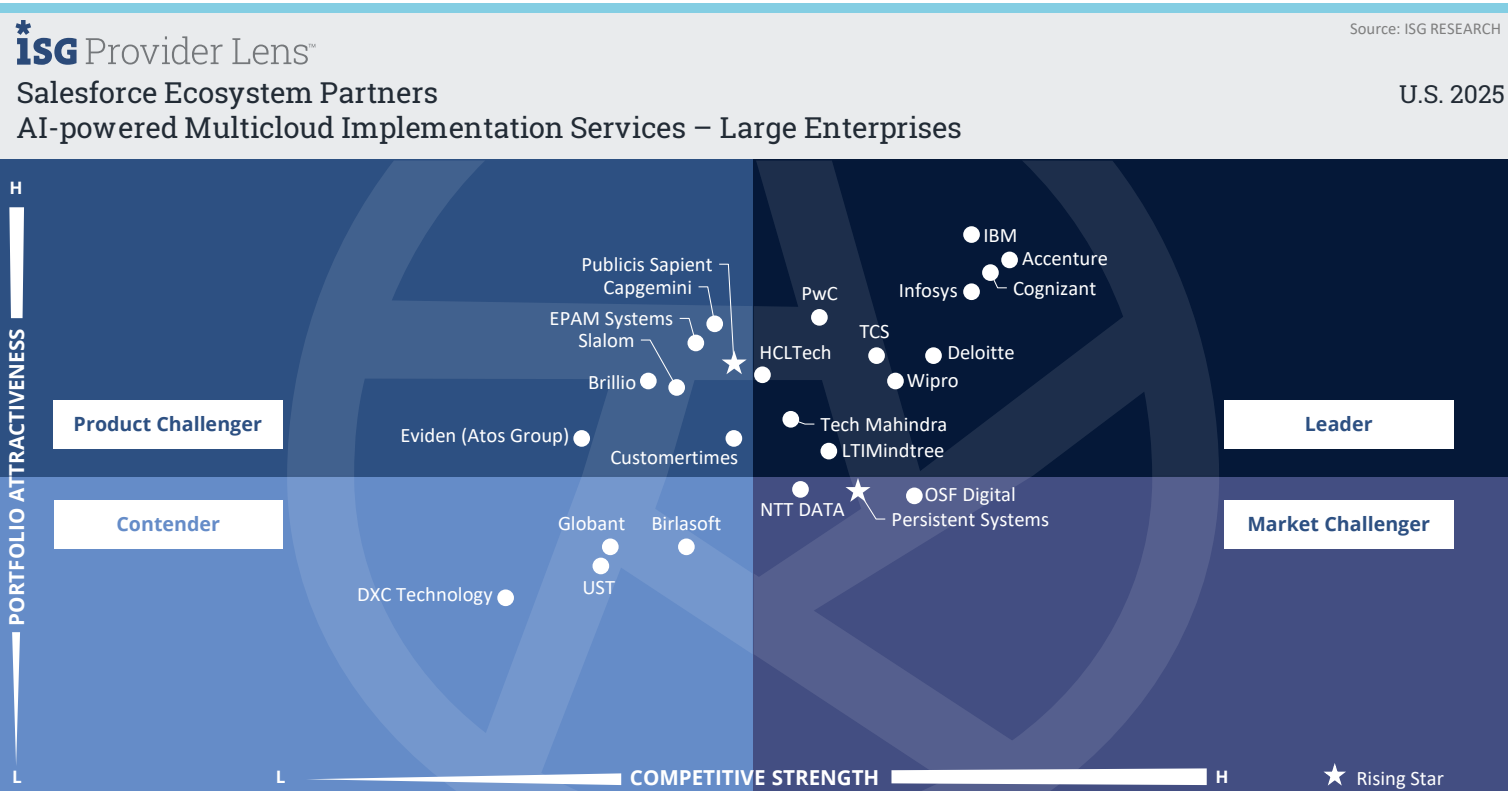 Source: ISG RESEARCH
ISG Provider Lens™
Salesforce Ecosystem Partners
U.S. 2025
AI-powered Multicloud Implementation Services – Large Enterprises
H
PORTFOLIO ATTRACTIVENESS
L
Product Challenger
Publicis Sapient
Capgemini
EPAM Systems
Slalom
Brillio
Eviden (Atos Group)
Customertimes
Leader
IBM
Accenture
Cognizant
Infosys
PwC
TCS
Deloitte
HCLTech
Wipro
Tech Mahindra
LTIMindtree
Contender
Globant
Birlasoft
UST
DXC Technology
Market Challenger
NTT DATA
OSF Digital
Persistent Systems
L
COMPETITIVE STRENGTH
H
Rising Star